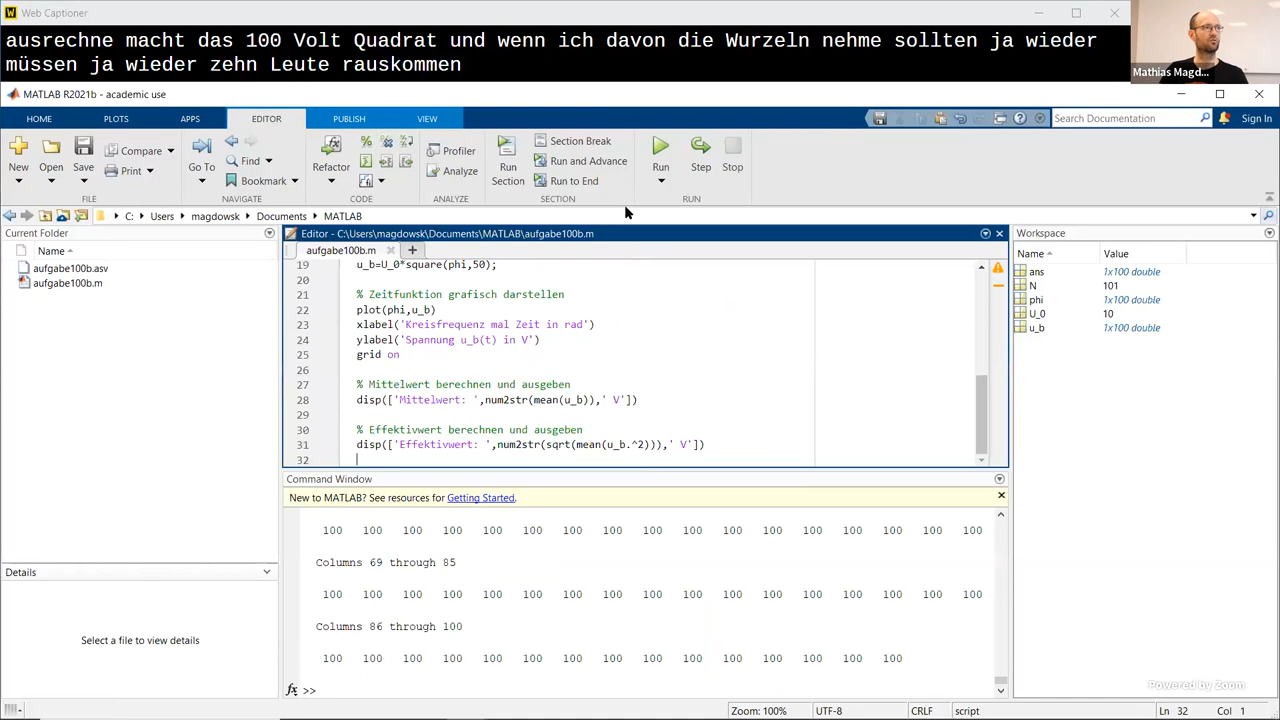 Web Captioner
ausrechne macht das 100 Volt Quadrat und wenn ich davon die Wurzeln nehme sollten ja wieder
müssen ja wieder zehn Leute rauskommen
Mathias Magd...
MATLAB R2021b - academic use
HOME PLOTS APPS EDITOR PUBLISH VIEW
Search Documentation
Sign In
New Open Save Compare Print
Go To Find Bookmark
Refactor
Profiler Analyze
Run Section Section Break Run and Advance Run to End
Run Step Stop
FILE NAVIGATE CODE ANALYZE SECTION RUN
C: Users magdowsk Documents MATLAB
Current Folder
Name
aufgabe100b.asv
aufgabe100b.m
Details
Select a file to view details
Editor - C:\Users\magdowsk\Documents\MATLAB\aufgabe100b.m
aufgabe100b.m
19 u_b=U_0*square(phi,50);
20
21 % Zeitfunktion grafisch darstellen
22 plot(phi,u_b)
23 xlabel('Kreisfrequenz mal Zeit in rad')
24 ylabel('Spannung u_b(t) in V')
25 grid on
26
27 % Mittelwert berechnen und ausgeben
28 disp(['Mittelwert: ',num2str(mean(u_b)),' V'])
29
30 % Effektivwert berechnen und ausgeben
31 disp(['Effektivwert: ',num2str(sqrt(mean(u_b.^2))),' V'])
32
Command Window
New to MATLAB? See resources for Getting Started.
100 100 100 100 100 100 100 100 100 100 100 100 100 100 100 100 100
Columns 69 through 85
100 100 100 100 100 100 100 100 100 100 100 100 100 100 100 100 100
Columns 86 through 100
100 100 100 100 100 100 100 100 100 100 100 100 100 100 100
fx >>
Workspace
Name Value
ans 1x100 double
N 101
phi 1x100 double
U_0 10
u_b 1x100 double
Powered by Zoom
Zoom: 100% UTF-8 CRLF script Ln 32 Col 1